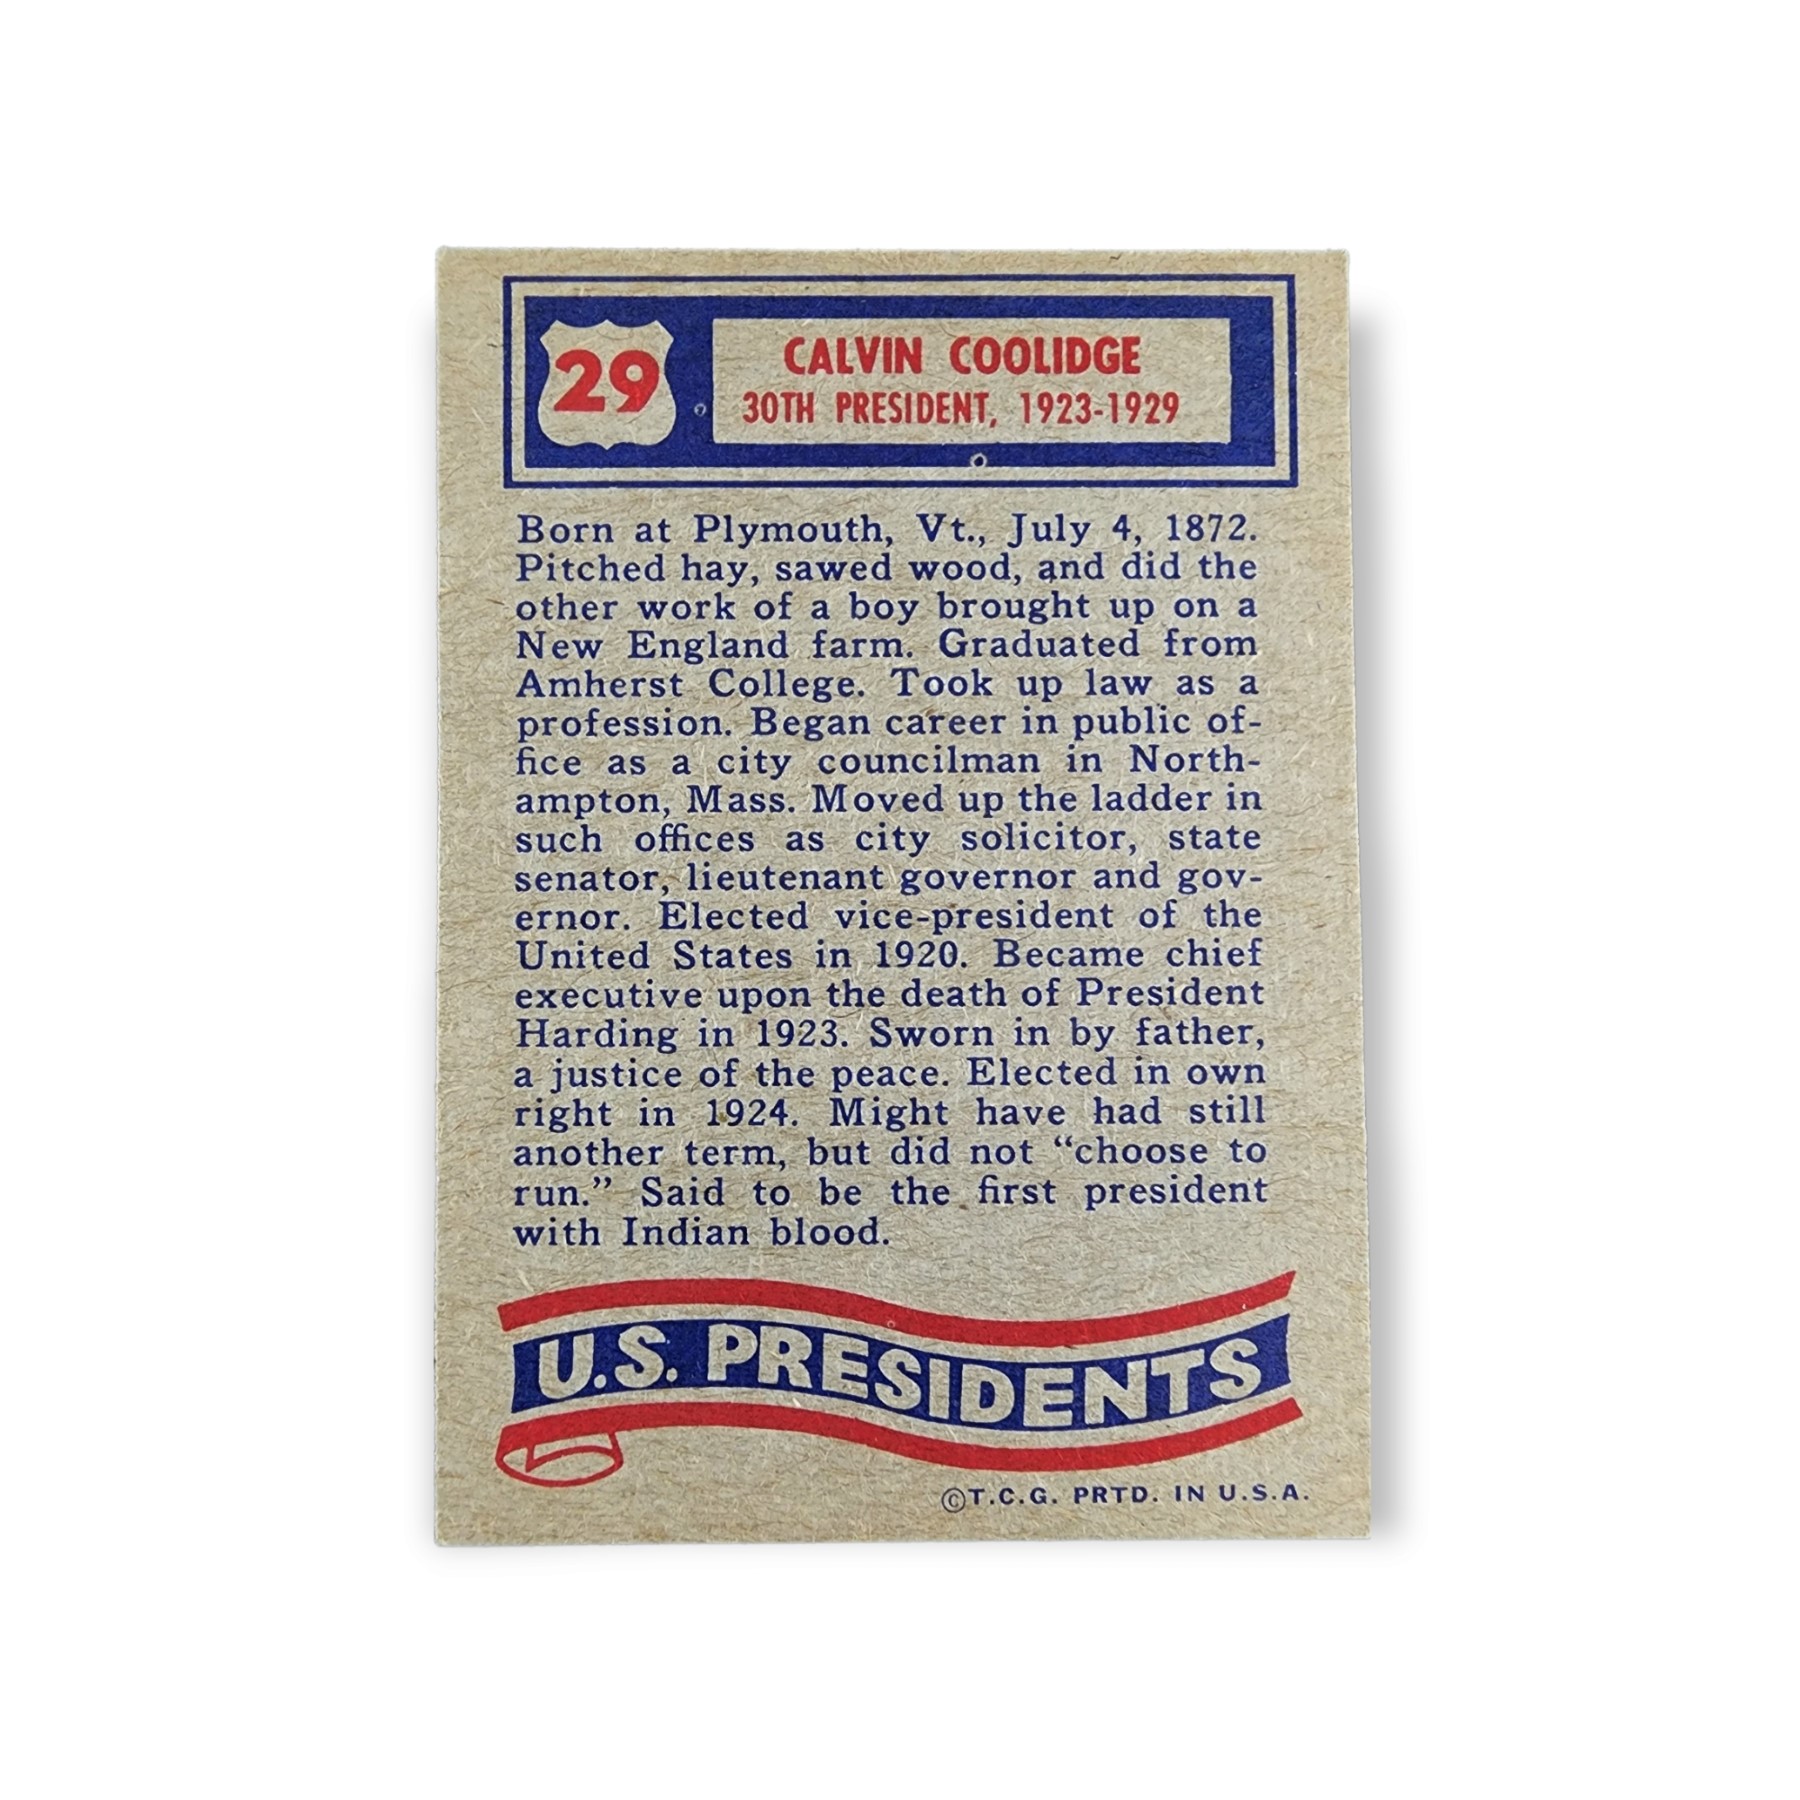 29
CALVIN COOLIDGE
30TH PRESIDENT, 1923-1929
Born at Plymouth, Vt., July 4, 1872.
Pitched hay, sawed wood, and did the
other work of a boy brought up on a
New England farm. Graduated from
Amherst College. Took up law as a
profession. Began career in public of-
fice as a city councilman in North-
ampton, Mass. Moved up the ladder in
such offices as city solicitor, state
senator, lieutenant governor and gov-
ernor. Elected vice-president of the
United States in 1920. Became chief
executive upon the death of President
Harding in 1923. Sworn in by father,
a justice of the peace. Elected in own
right in 1924. Might have had still
another term, but did not “choose to
run.” Said to be the first president
with Indian blood.
U.S. PRESIDENTS
©T.C.G. PRTD. IN U.S.A.